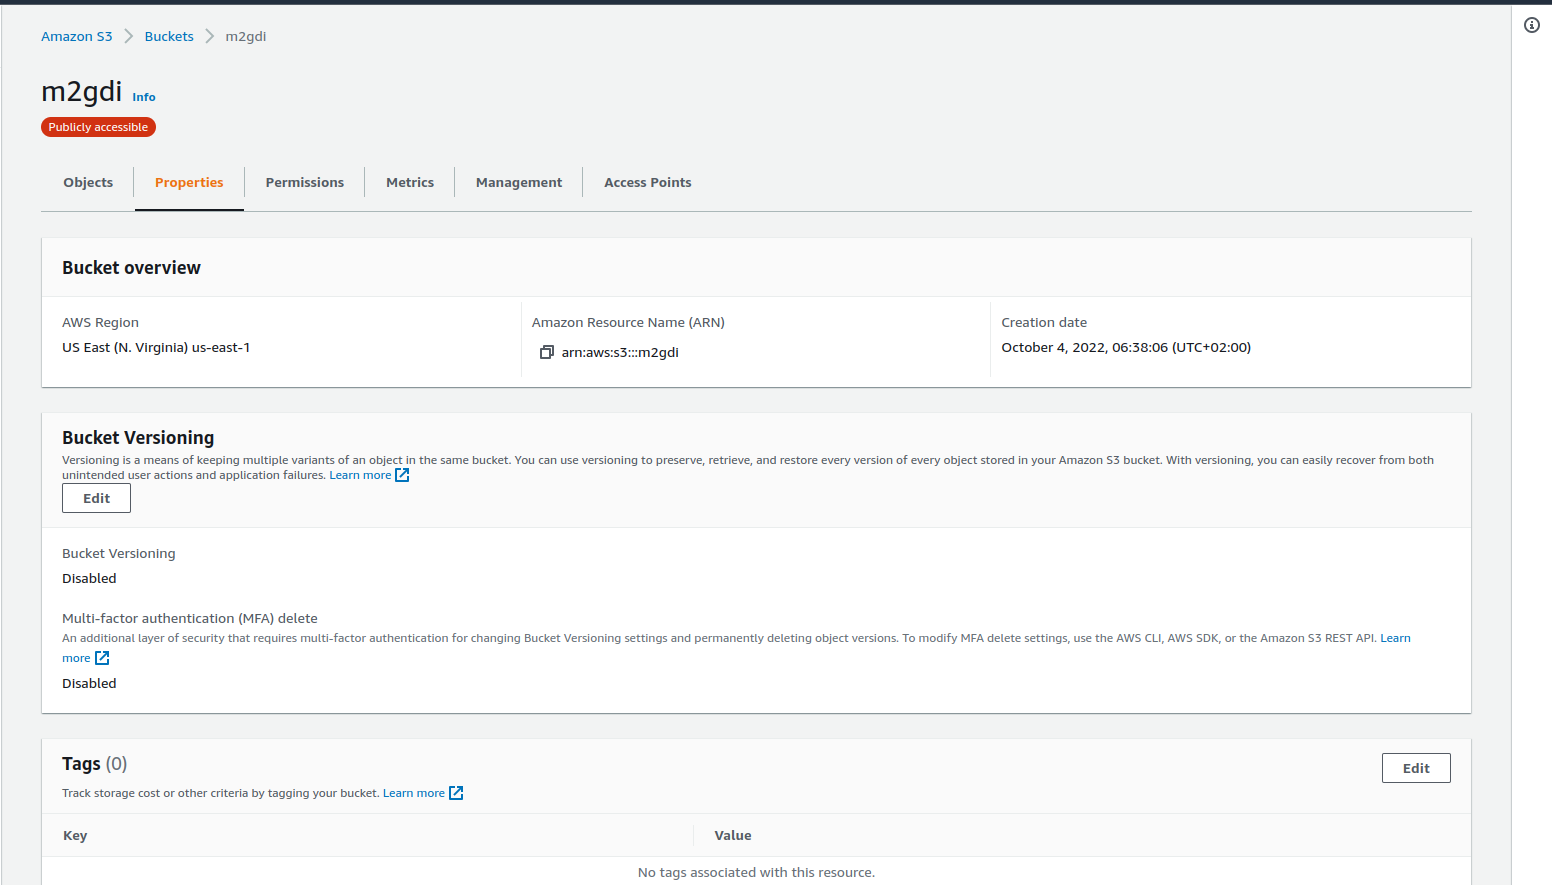 Amazon S3 > Buckets > m2gdi
m2gdi Info
Publicly accessible
Objects Properties Permissions Metrics Management Access Points
Bucket overview
AWS Region
US East (N. Virginia) us-east-1
Amazon Resource Name (ARN)
arn:aws:s3:::m2gdi
Creation date
October 4, 2022, 06:38:06 (UTC+02:00)
Bucket Versioning
Versioning is a means of keeping multiple variants of an object in the same bucket. You can use versioning to preserve, retrieve, and restore every version of every object stored in your Amazon S3 bucket. With versioning, you can easily recover from both
unintended user actions and application failures. Learn more
Edit
Bucket Versioning
Disabled
Multi-factor authentication (MFA) delete
An additional layer of security that requires multi-factor authentication for changing Bucket Versioning settings and permanently deleting object versions. To modify MFA delete settings, use the AWS CLI, AWS SDK, or the Amazon S3 REST API. Learn
more
Disabled
Tags (0)
Edit
Track storage cost or other criteria by tagging your bucket. Learn more
Key Value
No tags associated with this resource.